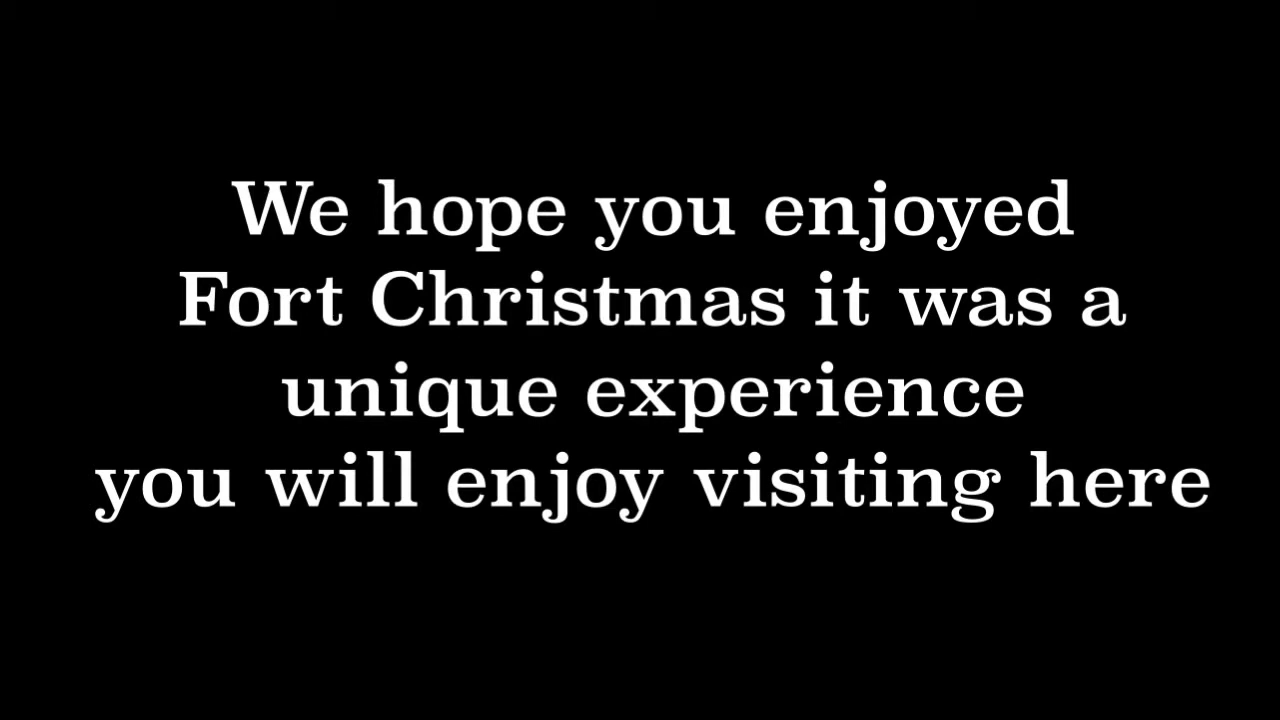 We hope you enjoyed
Fort Christmas it was a
unique experience
you will enjoy visiting here